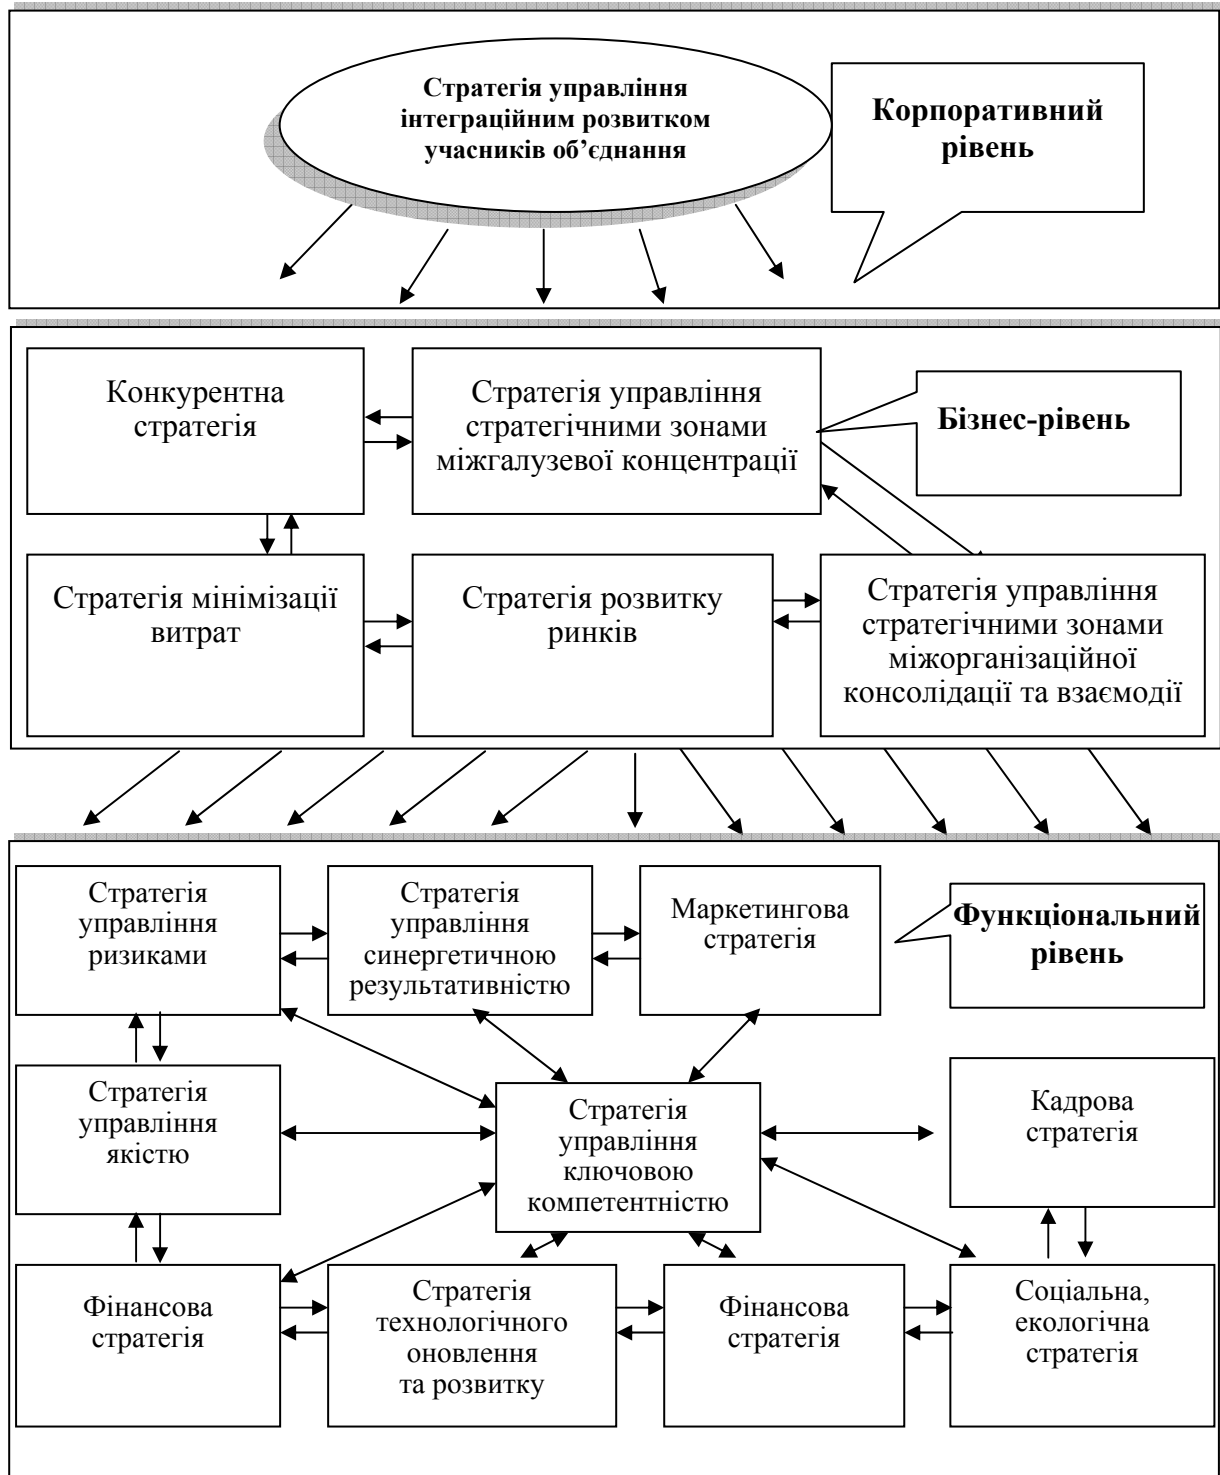 Стратегія управління
інтеграційним розвитком
учасників об’єднання
Корпоративний
рівень
Конкурентна
стратегія
Стратегія управління
стратегічними зонами
міжгалузевої концентрації
Бізнес-рівень
Стратегія мінімізації
витрат
Стратегія розвитку
ринків
Стратегія управління
стратегічними зонами
міжорганізаційної
консолідації та взаємодії
Стратегія
управління
ризиками
Стратегія
управління
синергетичною
результативністю
Маркетингова
стратегія
Функціональний
рівень
Стратегія
управління
якістю
Стратегія
управління
ключовою
компетентністю
Кадрова
стратегія
Фінансова
стратегія
Стратегія
технологічного
оновлення
та розвитку
Фінансова
стратегія
Соціальна,
екологічна
стратегія